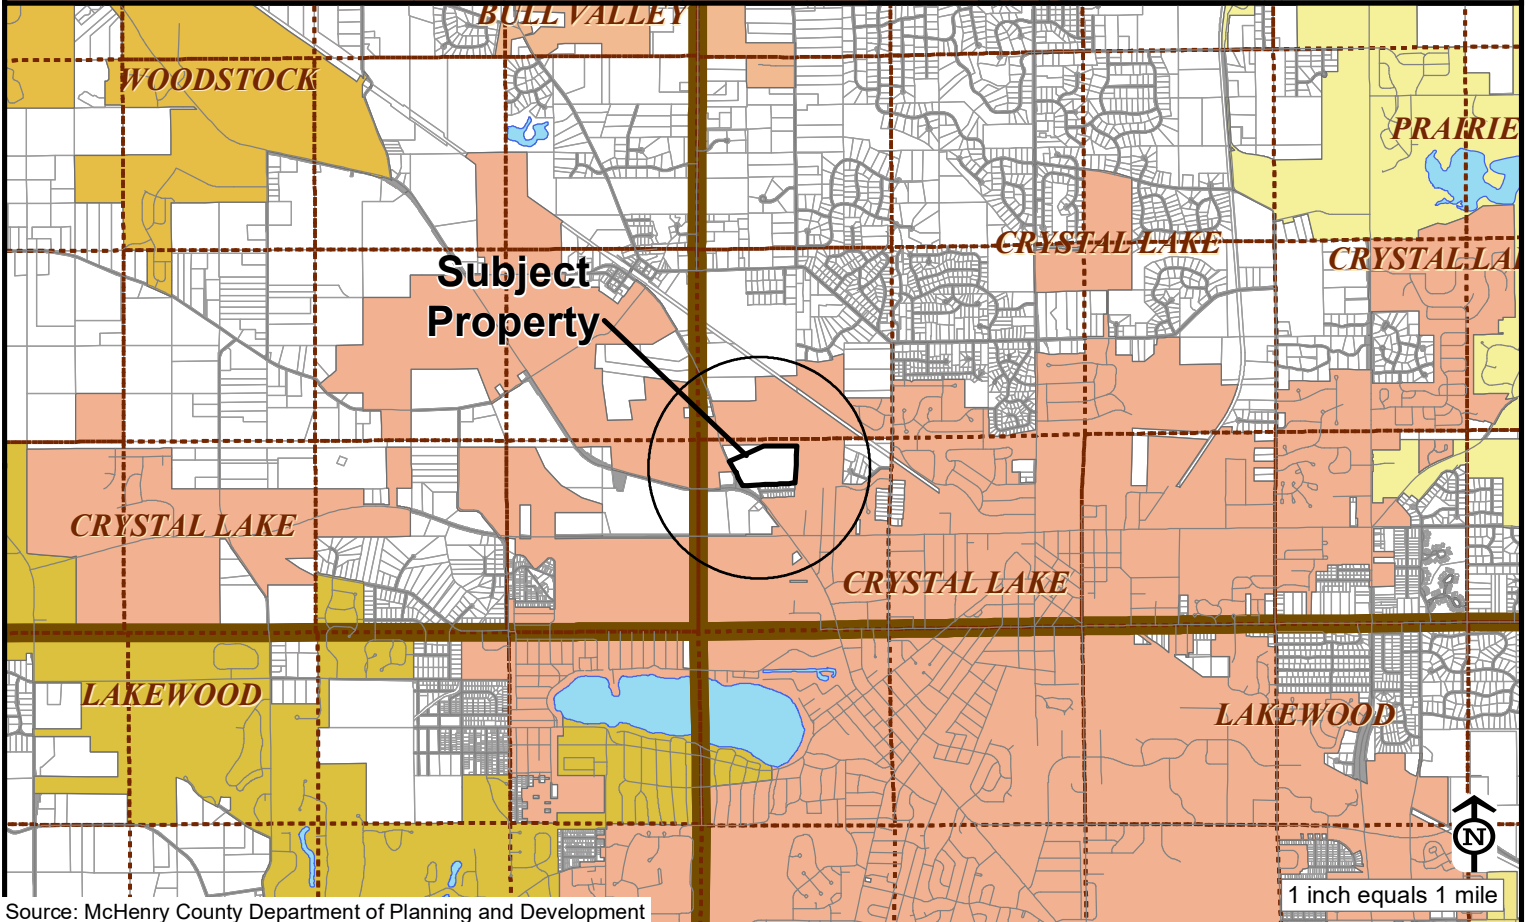 BULL VALLEY
WOODSTOCK
PRAIRIE
CRYSTAL LAKE
CRYSTAL LA
Subject
Property
CRYSTAL LAKE
CRYSTAL LAKE
LAKEWOOD
LAKEWOOD
N
1 inch equals 1 mile
Source: McHenry County Department of Planning and Development